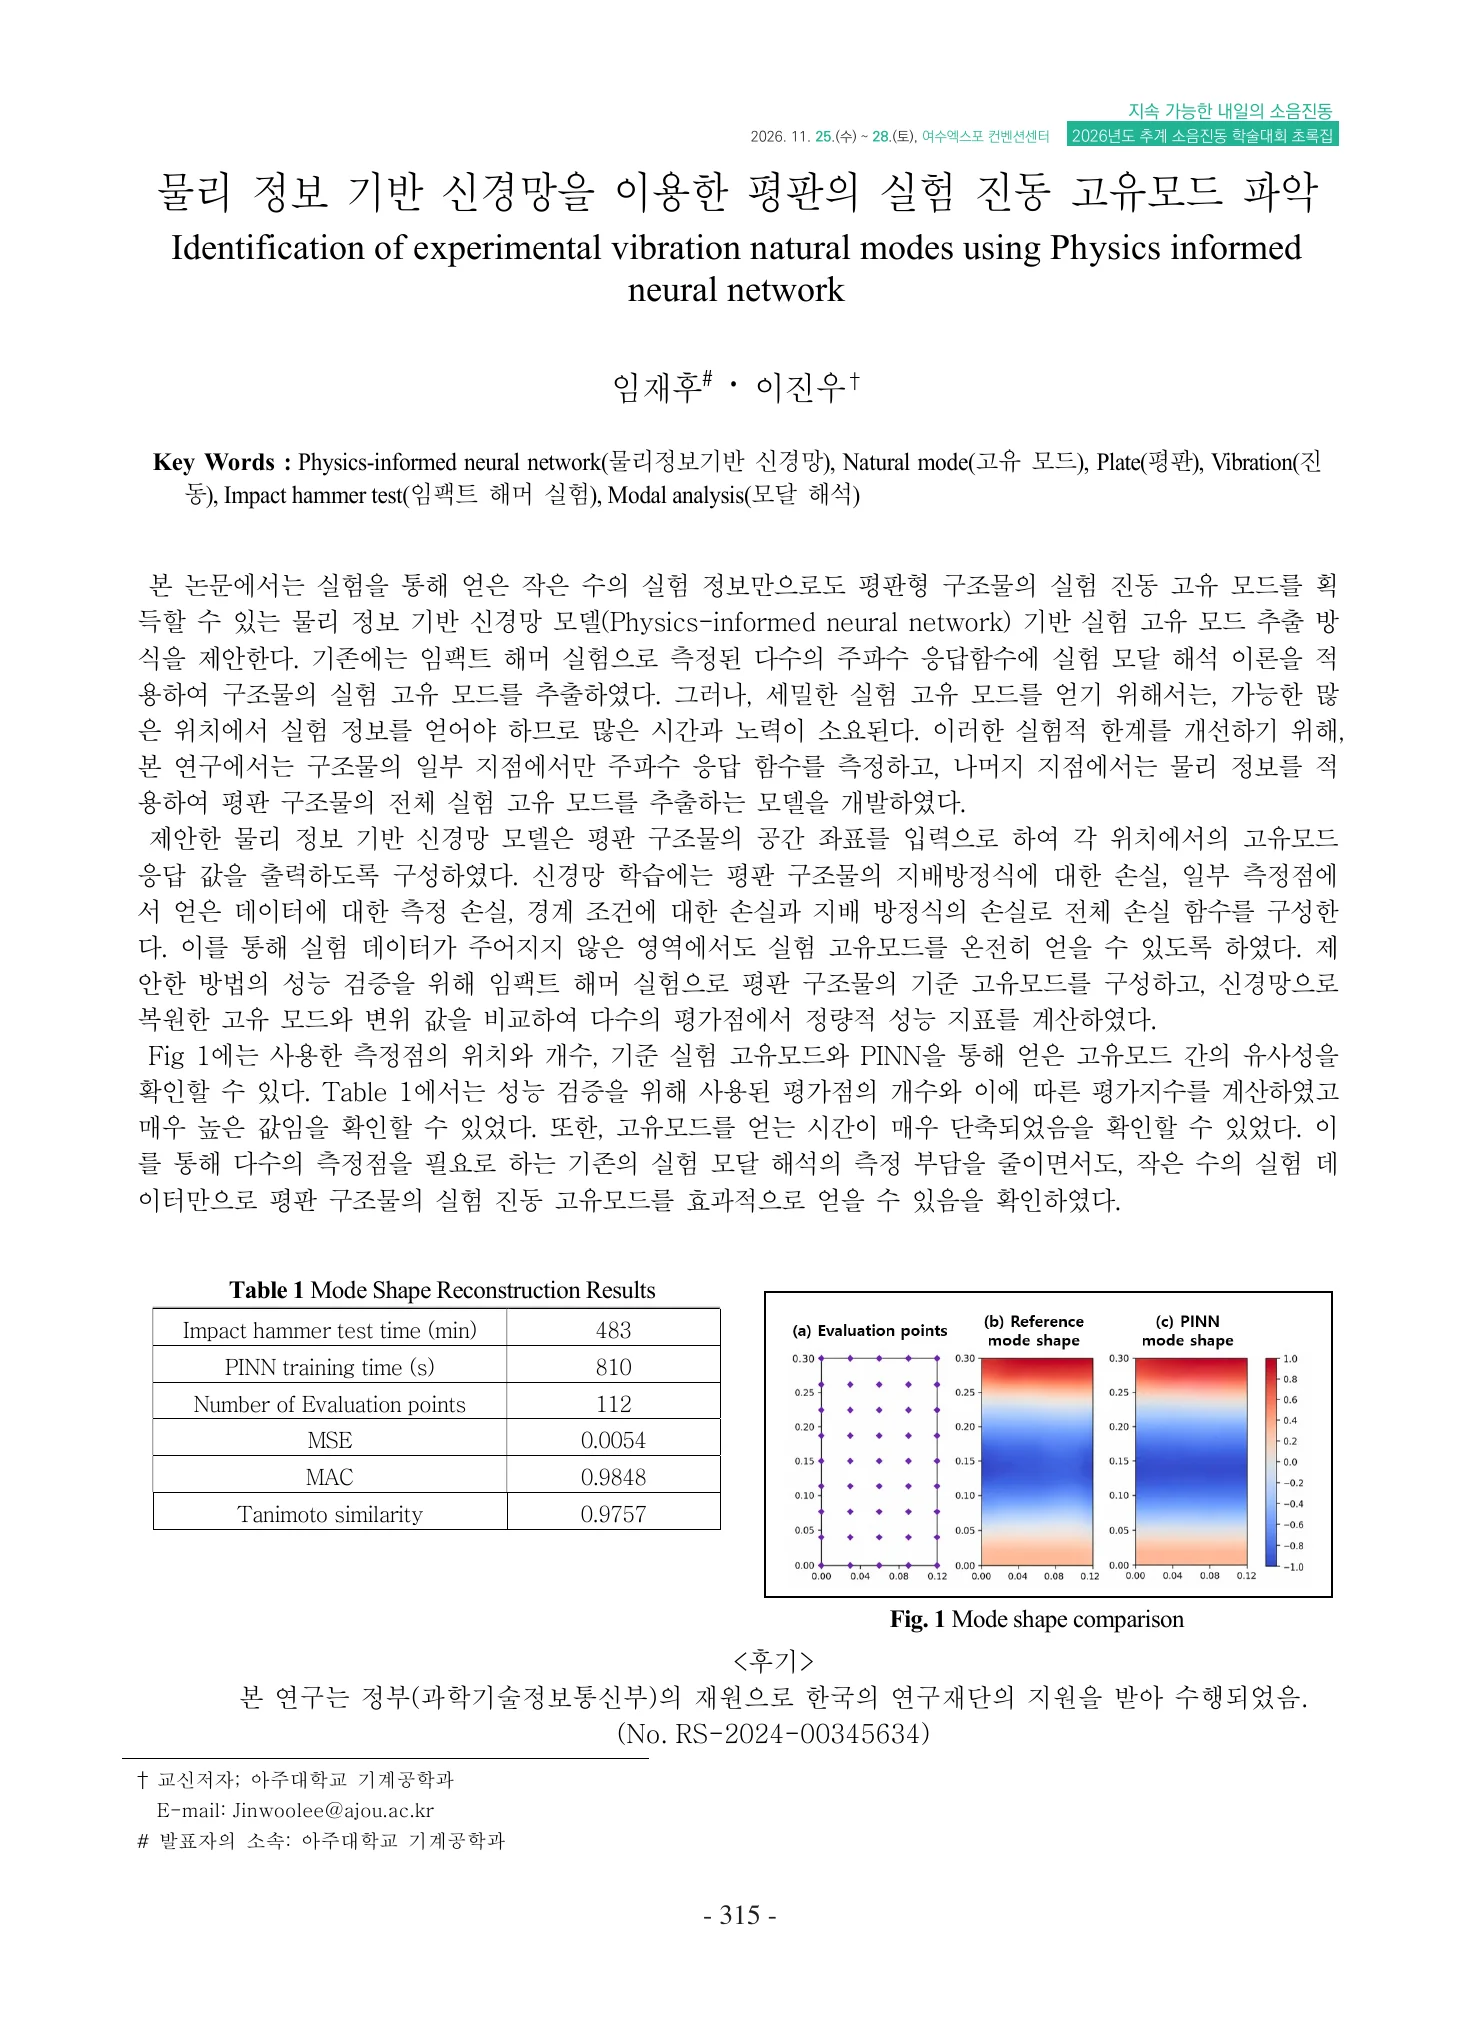 지속 가능한 내일의 소음진동
2026. 11. 25.(수) ~ 28.(토), 여수엑스포 컨벤션센터 2026년도 추계 소음진동 학술대회 초록집
물리 정보 기반 신경망을 이용한 평판의 실험 진동 고유모드 파악
Identification of experimental vibration natural modes using Physics informed
neural network
임재후# · 이진우†
Key Words : Physics-informed neural network(물리정보기반 신경망), Natural mode(고유 모드), Plate(평판), Vibration(진
동), Impact hammer test(임팩트 해머 실험), Modal analysis(모달 해석)
본 논문에서는 실험을 통해 얻은 작은 수의 실험 정보만으로도 평판형 구조물의 실험 진동 고유 모드를 획
득할 수 있는 물리 정보 기반 신경망 모델(Physics-informed neural network) 기반 실험 고유 모드 추출 방
식을 제안한다. 기존에는 임팩트 해머 실험으로 측정된 다수의 주파수 응답함수에 실험 모달 해석 이론을 적
용하여 구조물의 실험 고유 모드를 추출하였다. 그러나, 세밀한 실험 고유 모드를 얻기 위해서는, 가능한 많
은 위치에서 실험 정보를 얻어야 하므로 많은 시간과 노력이 소요된다. 이러한 실험적 한계를 개선하기 위해,
본 연구에서는 구조물의 일부 지점에서만 주파수 응답 함수를 측정하고, 나머지 지점에서는 물리 정보를 적
용하여 평판 구조물의 전체 실험 고유 모드를 추출하는 모델을 개발하였다.
제안한 물리 정보 기반 신경망 모델은 평판 구조물의 공간 좌표를 입력으로 하여 각 위치에서의 고유모드
응답 값을 출력하도록 구성하였다. 신경망 학습에는 평판 구조물의 지배방정식에 대한 손실, 일부 측정점에
서 얻은 데이터에 대한 측정 손실, 경계 조건에 대한 손실과 지배 방정식의 손실로 전체 손실 함수를 구성한
다. 이를 통해 실험 데이터가 주어지지 않은 영역에서도 실험 고유모드를 온전히 얻을 수 있도록 하였다. 제
안한 방법의 성능 검증을 위해 임팩트 해머 실험으로 평판 구조물의 기준 고유모드를 구성하고, 신경망으로
복원한 고유 모드와 변위 값을 비교하여 다수의 평가점에서 정량적 성능 지표를 계산하였다.
Fig 1에는 사용한 측정점의 위치와 개수, 기준 실험 고유모드와 PINN을 통해 얻은 고유모드 간의 유사성을
확인할 수 있다. Table 1에서는 성능 검증을 위해 사용된 평가점의 개수와 이에 따른 평가지수를 계산하였고
매우 높은 값임을 확인할 수 있었다. 또한, 고유모드를 얻는 시간이 매우 단축되었음을 확인할 수 있었다. 이
를 통해 다수의 측정점을 필요로 하는 기존의 실험 모달 해석의 측정 부담을 줄이면서도, 작은 수의 실험 데
이터만으로 평판 구조물의 실험 진동 고유모드를 효과적으로 얻을 수 있음을 확인하였다.
Table 1 Mode Shape Reconstruction Results
Impact hammer test time (min) 483
PINN training time (s) 810
Number of Evaluation points 112
MSE 0.0054
MAC 0.9848
Tanimoto similarity 0.9757
(a) Evaluation points
0.30
0.25
0.20
0.15
0.10
0.05
0.00
0.00 0.04 0.08 0.12
(b) Reference
mode shape
0.30
0.25
0.20
0.15
0.10
0.05
0.00
0.00 0.04 0.08 0.12
(c) PINN
mode shape
0.30
0.25
0.20
0.15
0.10
0.05
0.00
0.00 0.04 0.08 0.12
1.0
0.8
0.6
0.4
0.2
0.0
−0.2
−0.4
−0.6
−0.8
−1.0
Fig. 1 Mode shape comparison
<후기>
본 연구는 정부(과학기술정보통신부)의 재원으로 한국의 연구재단의 지원을 받아 수행되었음.
(No. RS-2024-00345634)
† 교신저자; 아주대학교 기계공학과
E-mail: Jinwoolee@ajou.ac.kr
# 발표자의 소속: 아주대학교 기계공학과
- 315 -